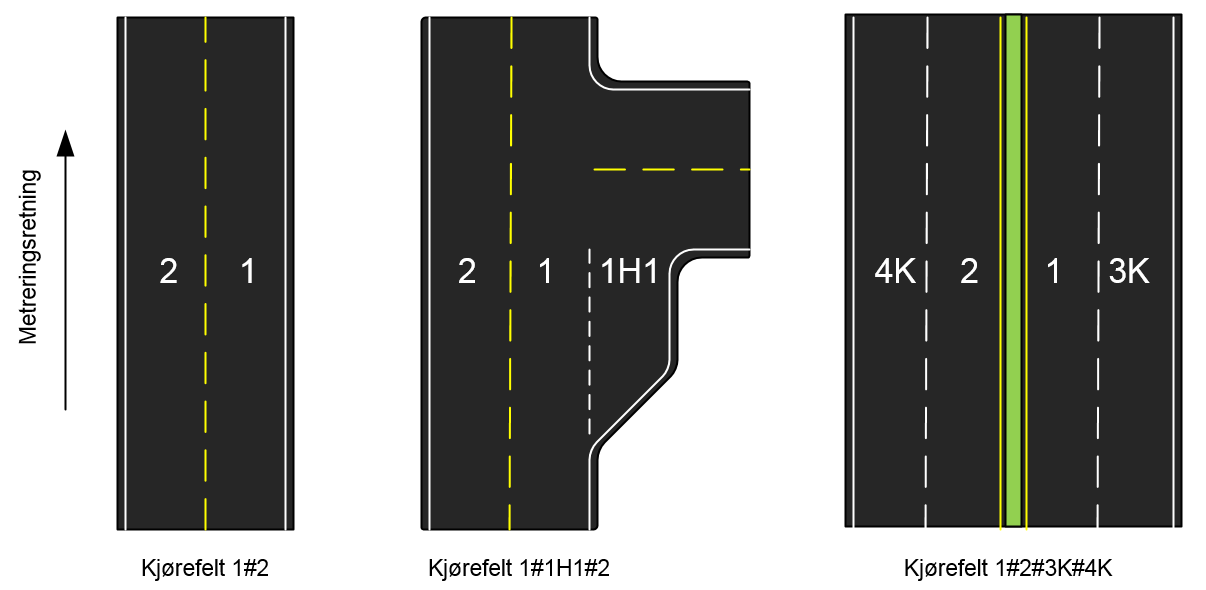 Metreringsretning
2 1
2 1 1H1
4K 2 1 3K
Kjørefelt 1#2
Kjørefelt 1#1H1#2
Kjørefelt 1#2#3K#4K